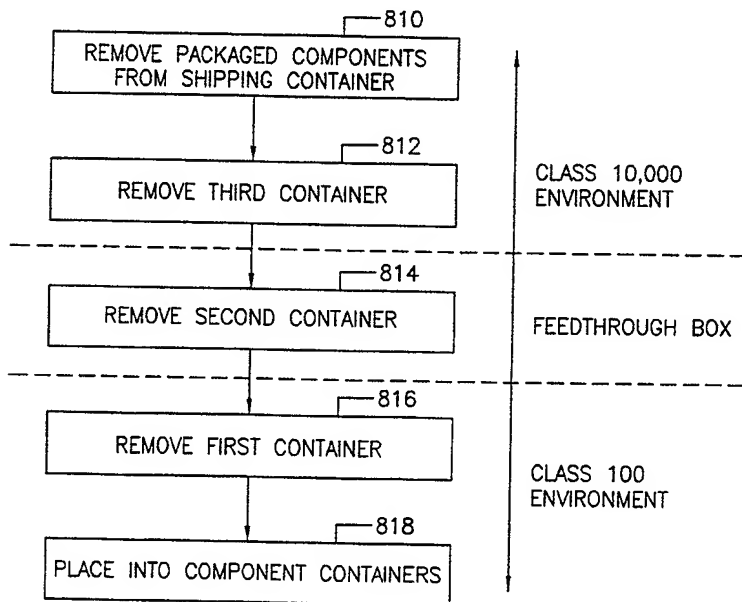 810
REMOVE PACKAGED COMPONENTS
FROM SHIPPING CONTAINER
812
REMOVE THIRD CONTAINER
CLASS 10,000
ENVIRONMENT
814
REMOVE SECOND CONTAINER
FEEDTHROUGH BOX
816
REMOVE FIRST CONTAINER
CLASS 100
ENVIRONMENT
818
PLACE INTO COMPONENT CONTAINERS